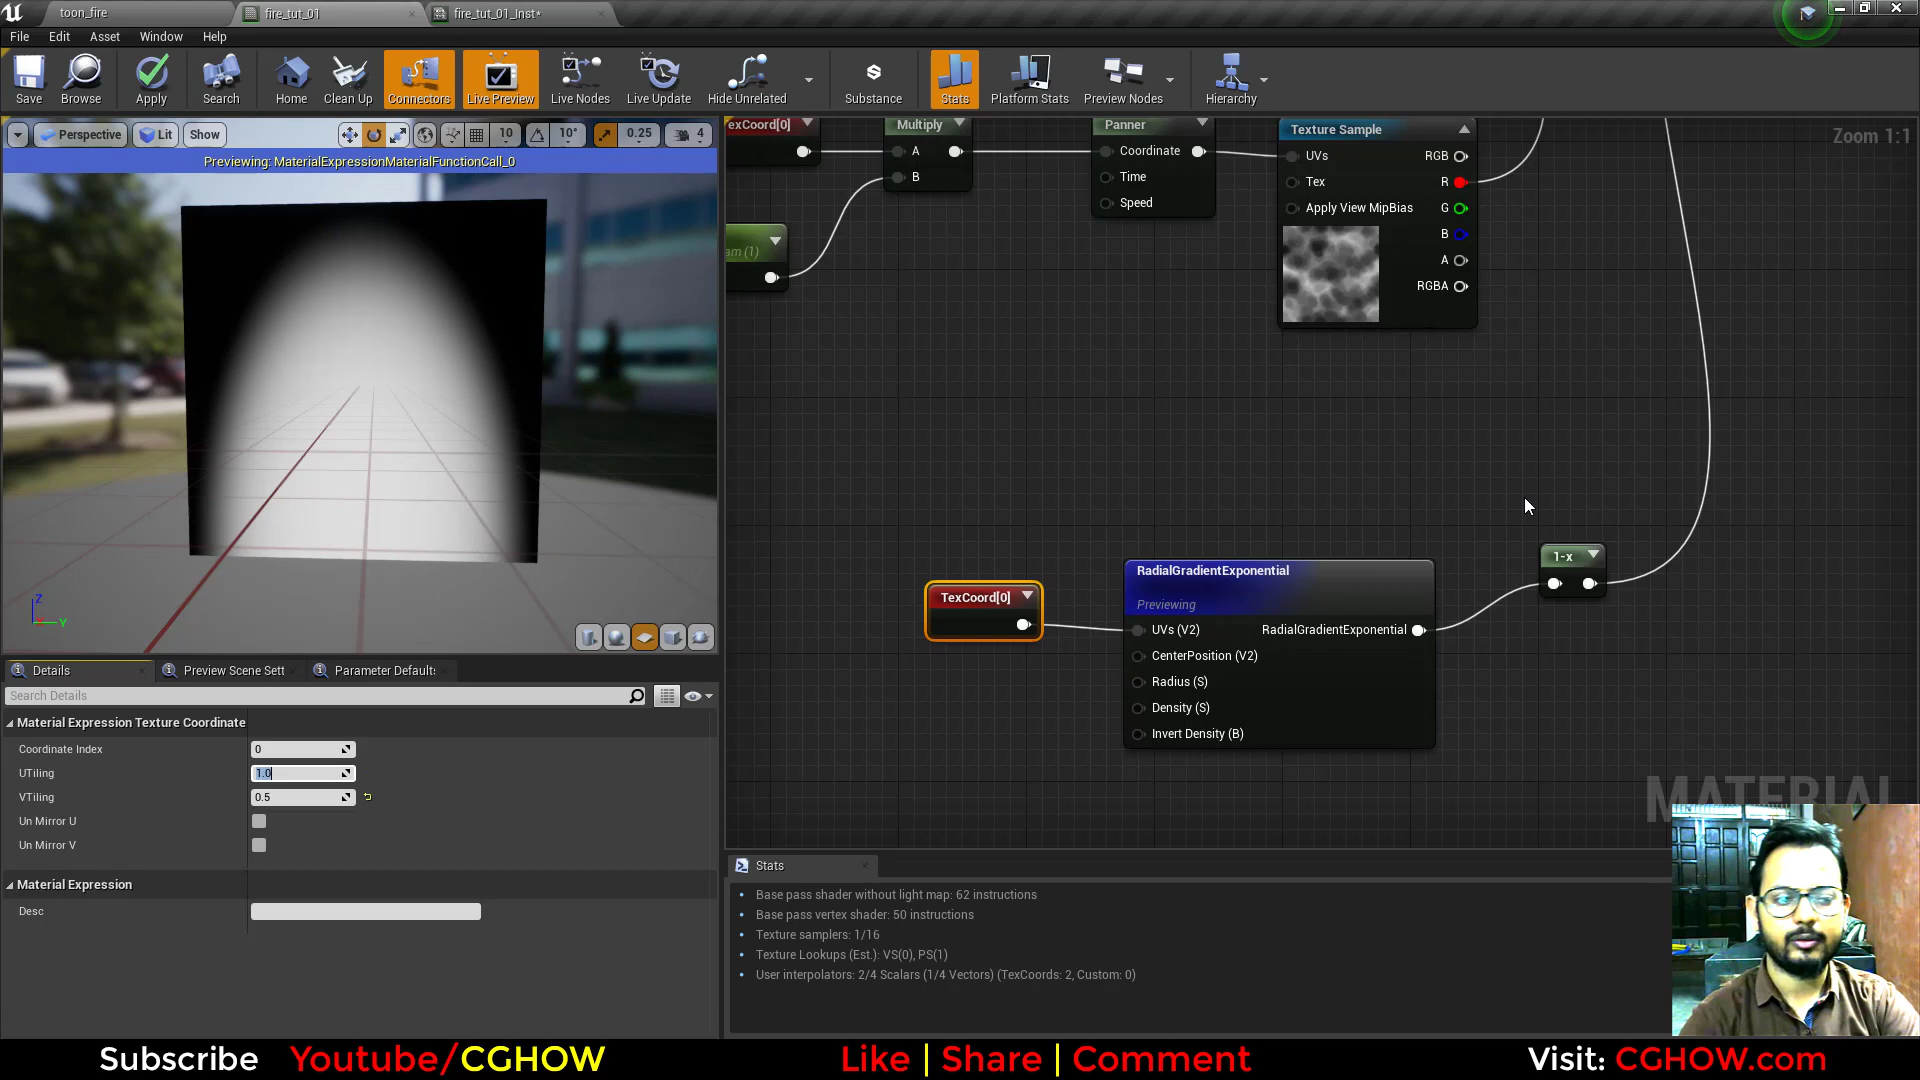 toon_fire
fire_tut_01
fire_tut_01_Inst*
File Edit Asset Window Help
Save Browse Apply Search Home Clean Up Connectors Live Preview Live Nodes Live Update Hide Unrelated Substance Stats Platform Stats Preview Nodes Hierarchy
Perspective Lit Show 10 10° 0.25 4
Previewing: MaterialExpressionMaterialFunctionCall_0
Zoom 1:1
exCoord[0]
Multiply
A
B
am (1)
Panner
Coordinate
Time
Speed
Texture Sample
UVs RGB
Tex R
Apply View MipBias G
B
A
RGBA
TexCoord[0]
RadialGradientExponential
Previewing
UVs (V2) RadialGradientExponential
CenterPosition (V2)
Radius (S)
Density (S)
Invert Density (B)
1-x
MATERIAL
Z
Y
Details Preview Scene Sett Parameter Default
Search Details
Material Expression Texture Coordinate
Coordinate Index 0
UTiling 1.0
VTiling 0.5
Un Mirror U
Un Mirror V
Material Expression
Desc
Stats
Base pass shader without light map: 62 instructions
Base pass vertex shader: 50 instructions
Texture samplers: 1/16
Texture Lookups (Est.): VS(0), PS(1)
User interpolators: 2/4 Scalars (1/4 Vectors) (TexCoords: 2, Custom: 0)
Subscribe Youtube/CGHOW Like | Share | Comment Visit: CGHOW.com